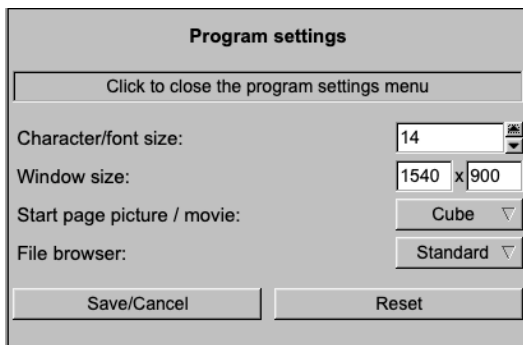 Program settings
Click to close the program settings menu
Character/font size: 14
Window size: 1540 x 900
Start page picture / movie: Cube
File browser: Standard
Save/Cancel Reset